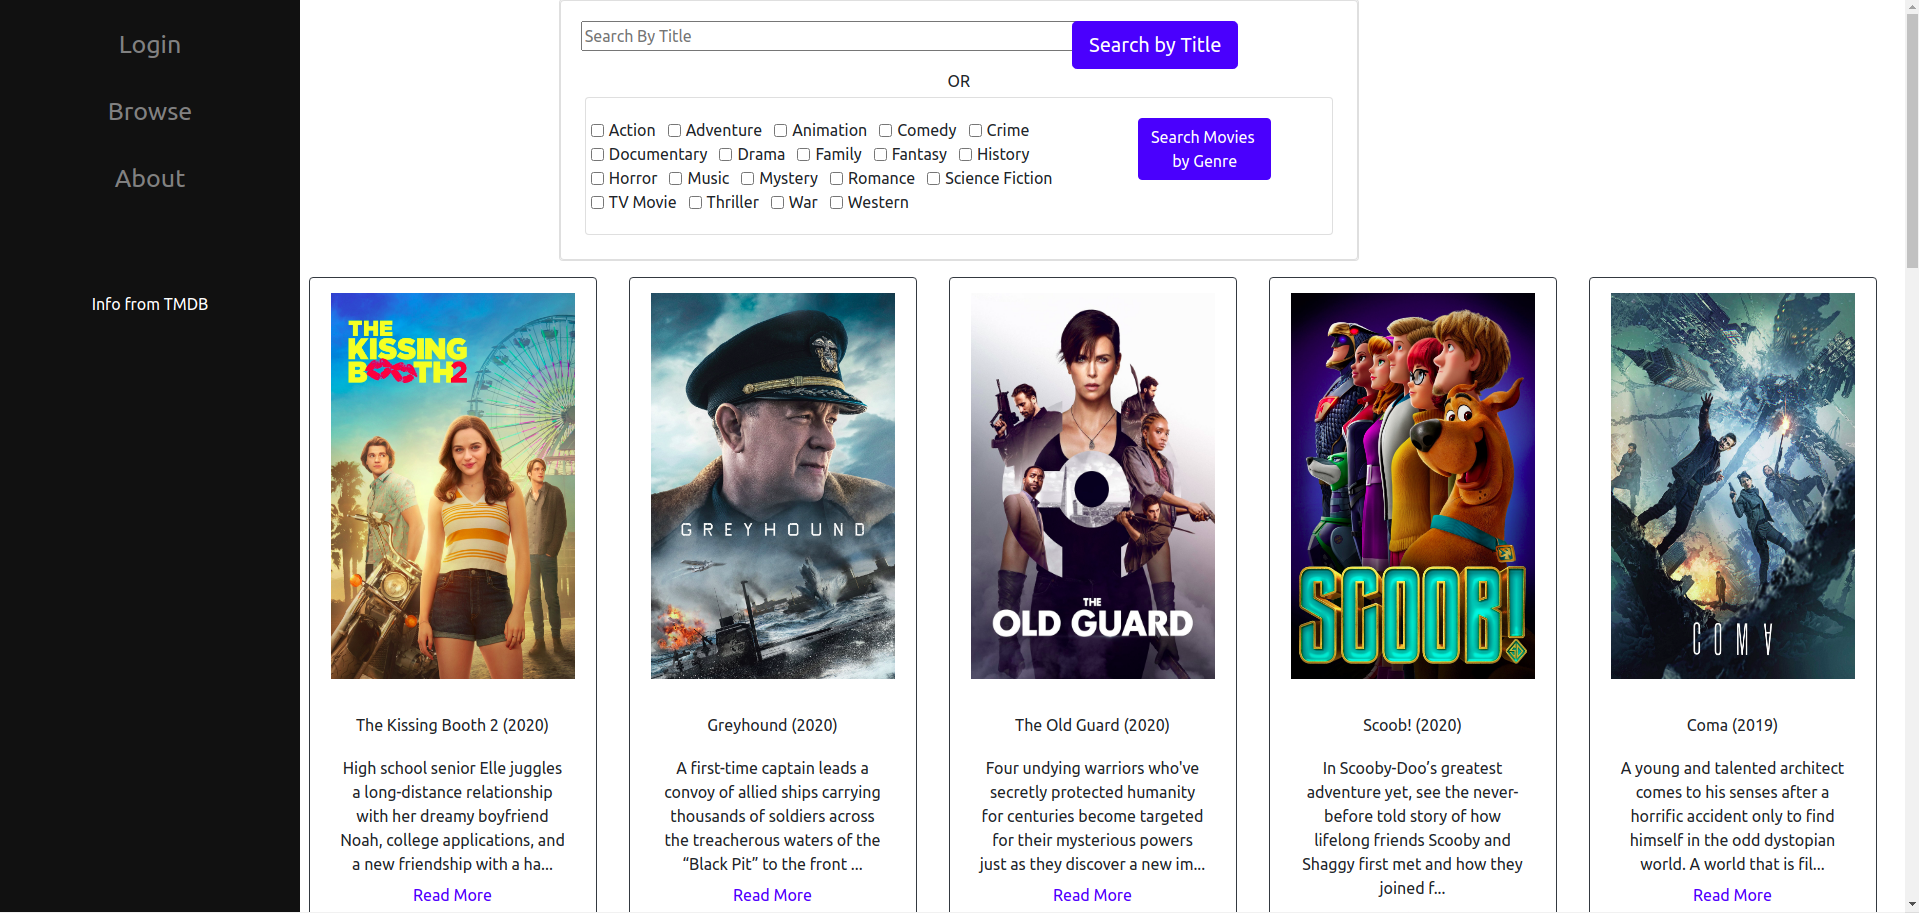 Login
Browse
About
Info from TMDB
Search By Title
Search by Title
OR
Action Adventure Animation Comedy Crime
Documentary Drama Family Fantasy History
Horror Music Mystery Romance Science Fiction
TV Movie Thriller War Western
Search Movies
by Genre
THE
KISSING
BOOTH2
The Kissing Booth 2 (2020)
High school senior Elle juggles
a long-distance relationship
with her dreamy boyfriend
Noah, college applications, and
a new friendship with a ha...
Read More
GREYHOUND
Greyhound (2020)
A first-time captain leads a
convoy of allied ships carrying
thousands of soldiers across
the treacherous waters of the
“Black Pit” to the front ...
Read More
THE
OLD GUARD
The Old Guard (2020)
Four undying warriors who've
secretly protected humanity
for centuries become targeted
for their mysterious powers
just as they discover a new im...
Read More
SCOOB!
SD
Scoob! (2020)
In Scooby-Doo’s greatest
adventure yet, see the never-
before told story of how
lifelong friends Scooby and
Shaggy first met and how they
joined f...
COMA
Coma (2019)
A young and talented architect
comes to his senses after a
horrific accident only to find
himself in the odd dystopian
world. A world that is fil...
Read More